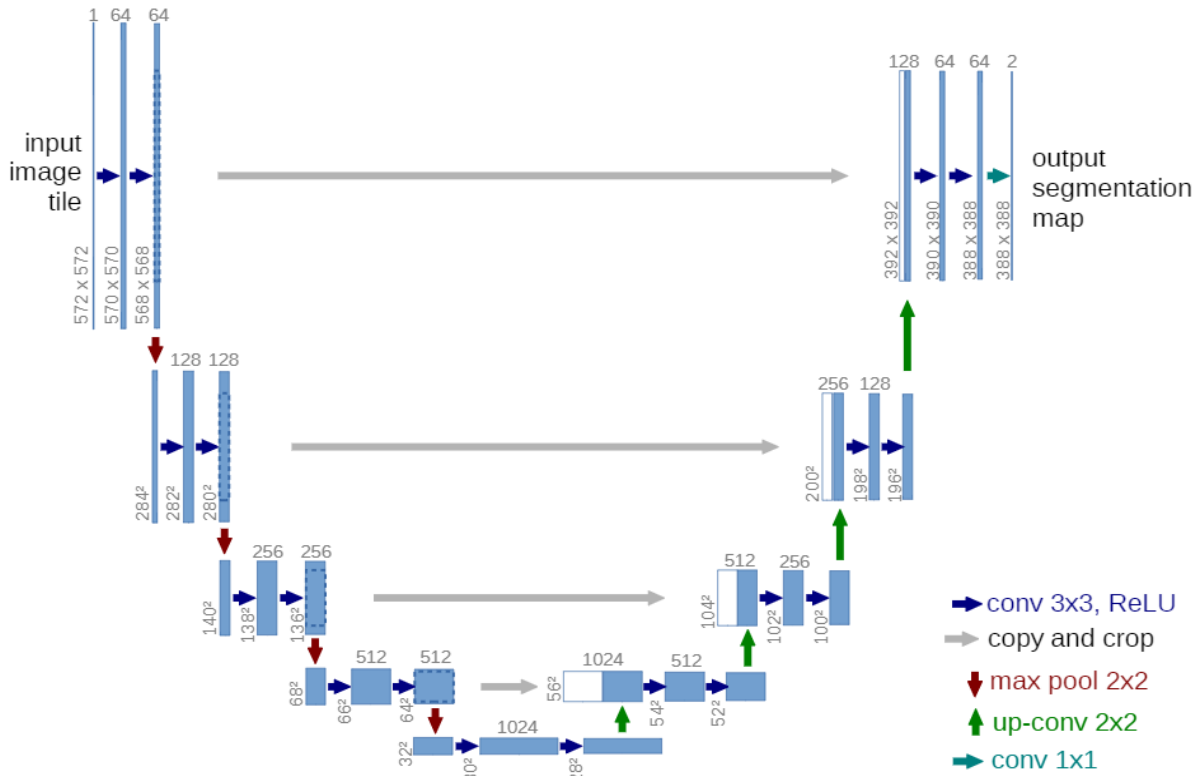 1
64
64
input
image
tile
572 x 572
570 x 570
568 x 568
128
64
64
2
output
segmentation
map
392 x 392
390 x 390
388 x 388
388 x 388
128
128
284²
282²
280²
256
128
200²
198²
196²
256
256
140²
138²
136²
512
256
104²
102²
100²
512
512
68²
66²
64²
1024
512
56²
54²
52²
1024
32²
conv 3x3, ReLU
copy and crop
max pool 2x2
up-conv 2x2
conv 1x1